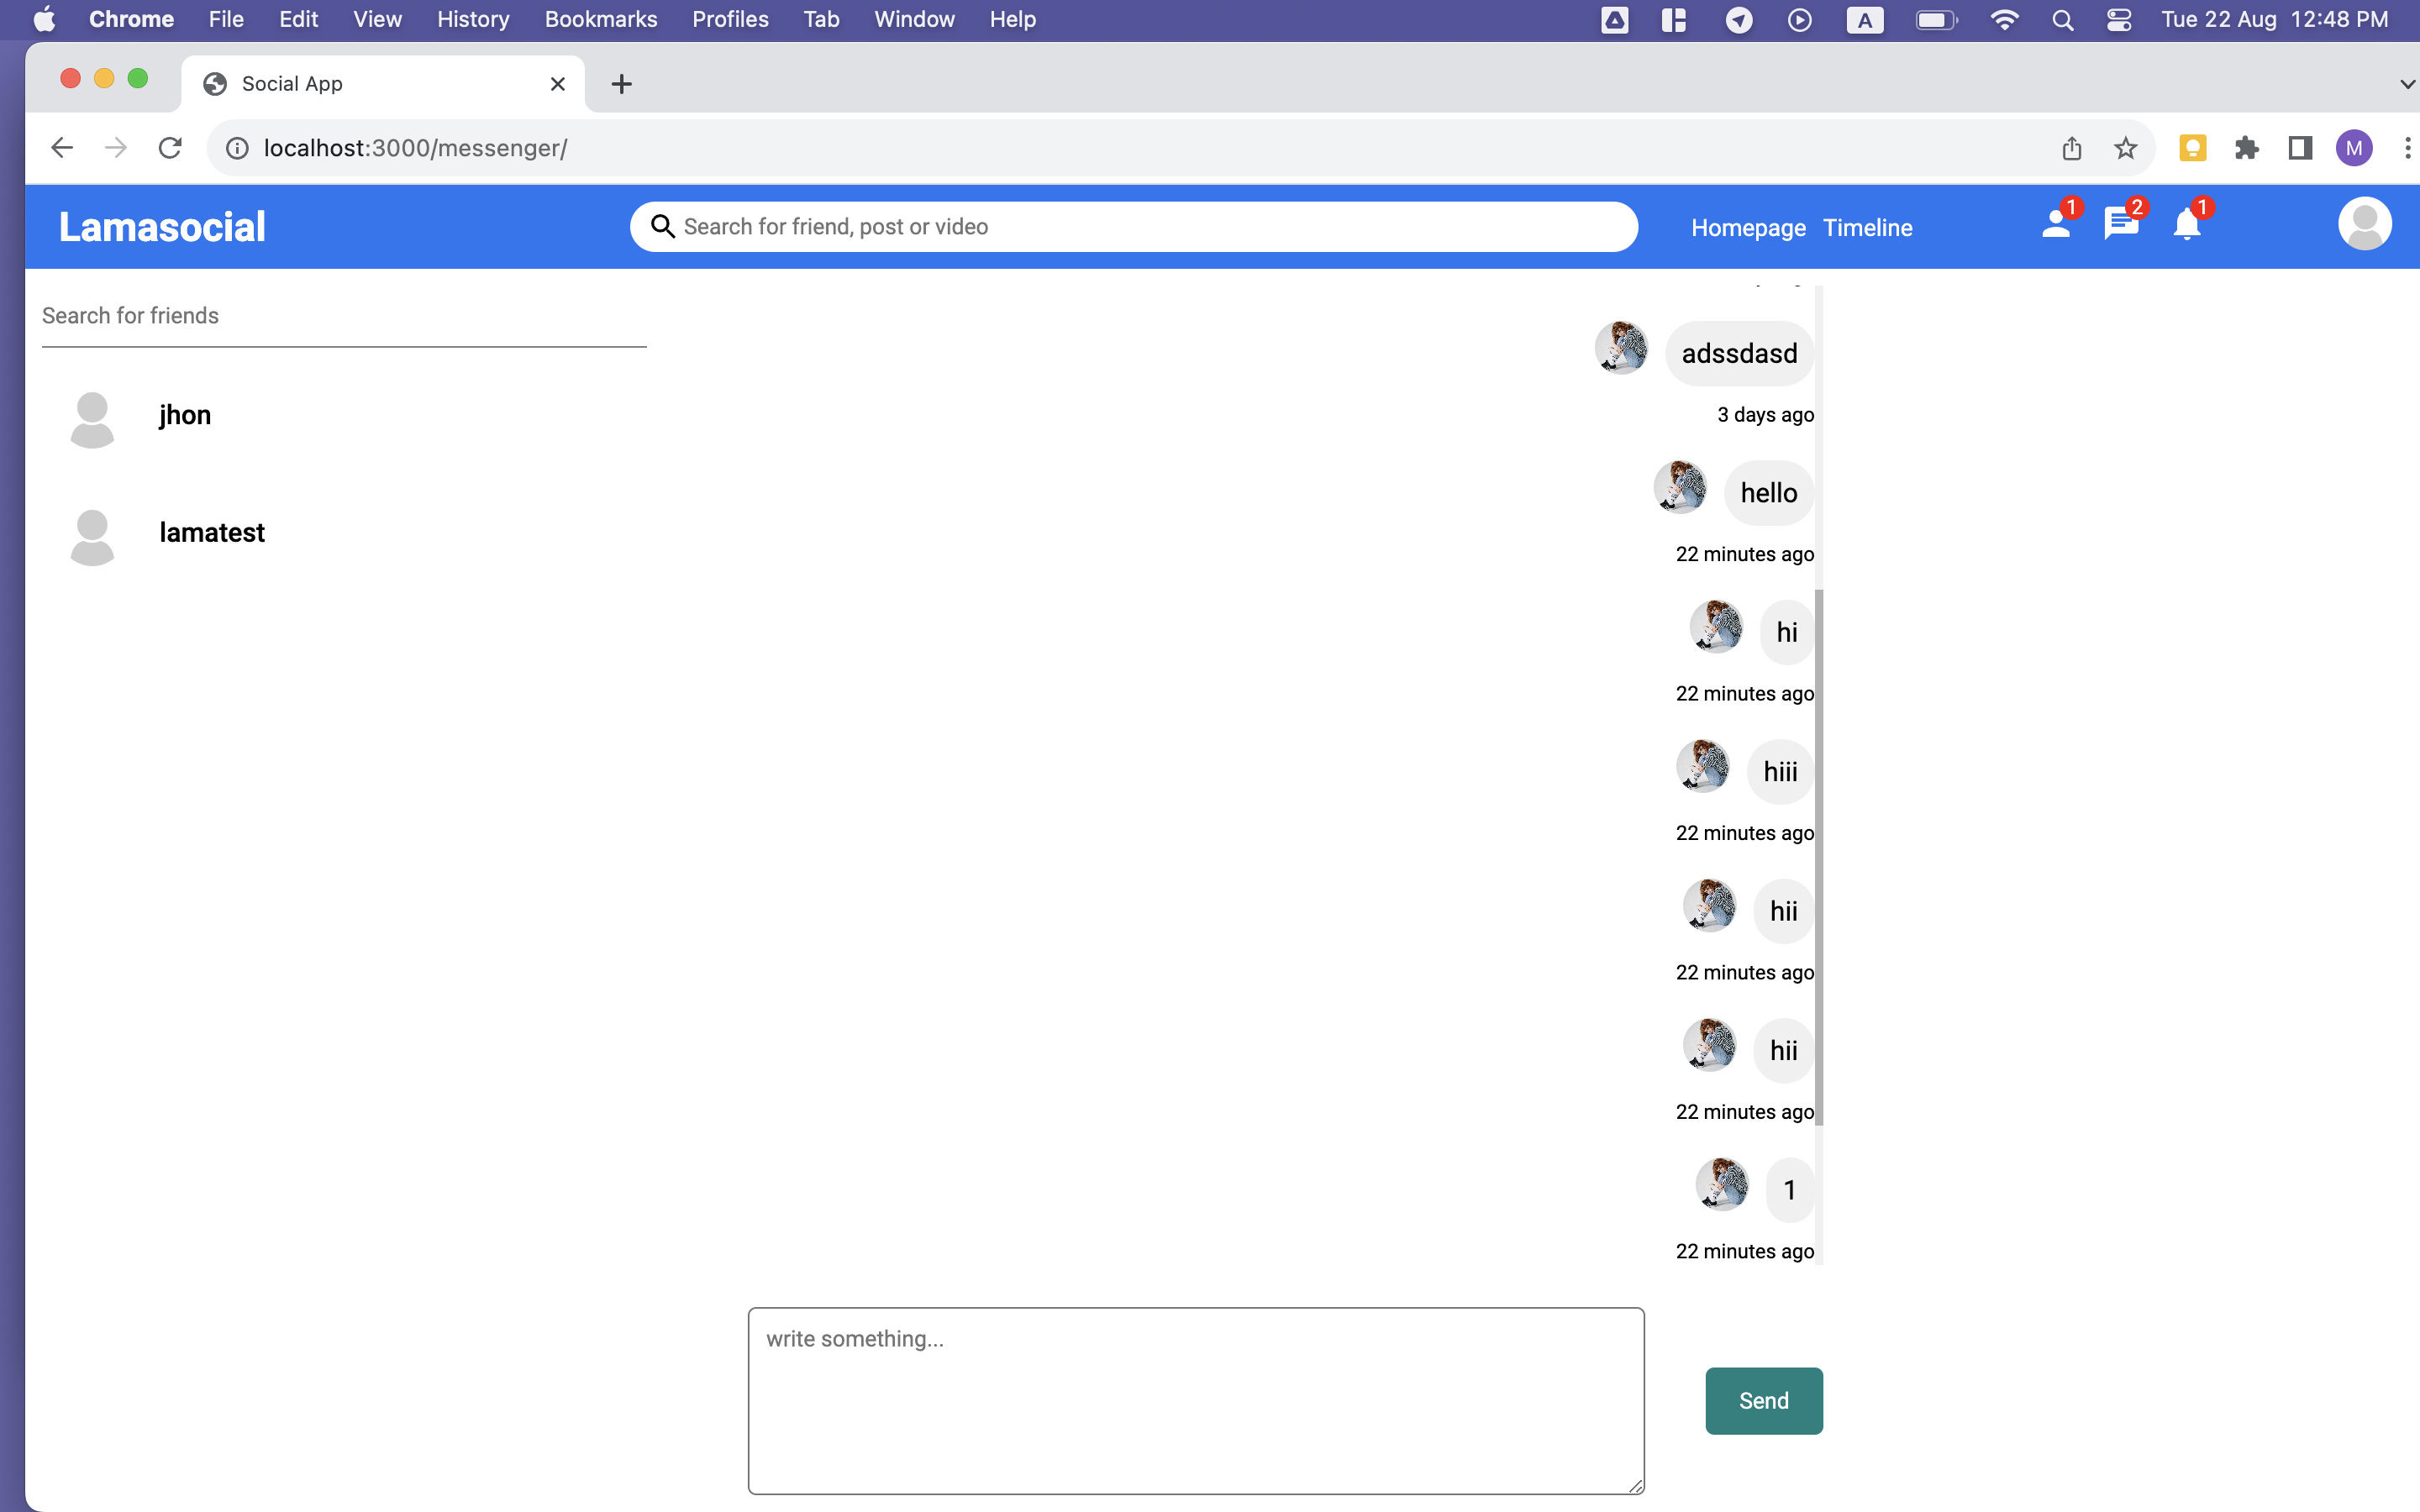 Chrome File Edit View History Bookmarks Profiles Tab Window Help A Tue 22 Aug 12:48 PM
Social App
localhost:3000/messenger/ M
Lamasocial Search for friend, post or video Homepage Timeline 1 2 1
Search for friends
jhon
lamatest
adssdasd
3 days ago
hello
22 minutes ago
hi
22 minutes ago
hiii
22 minutes ago
hii
22 minutes ago
hii
22 minutes ago
1
22 minutes ago
write something...
Send